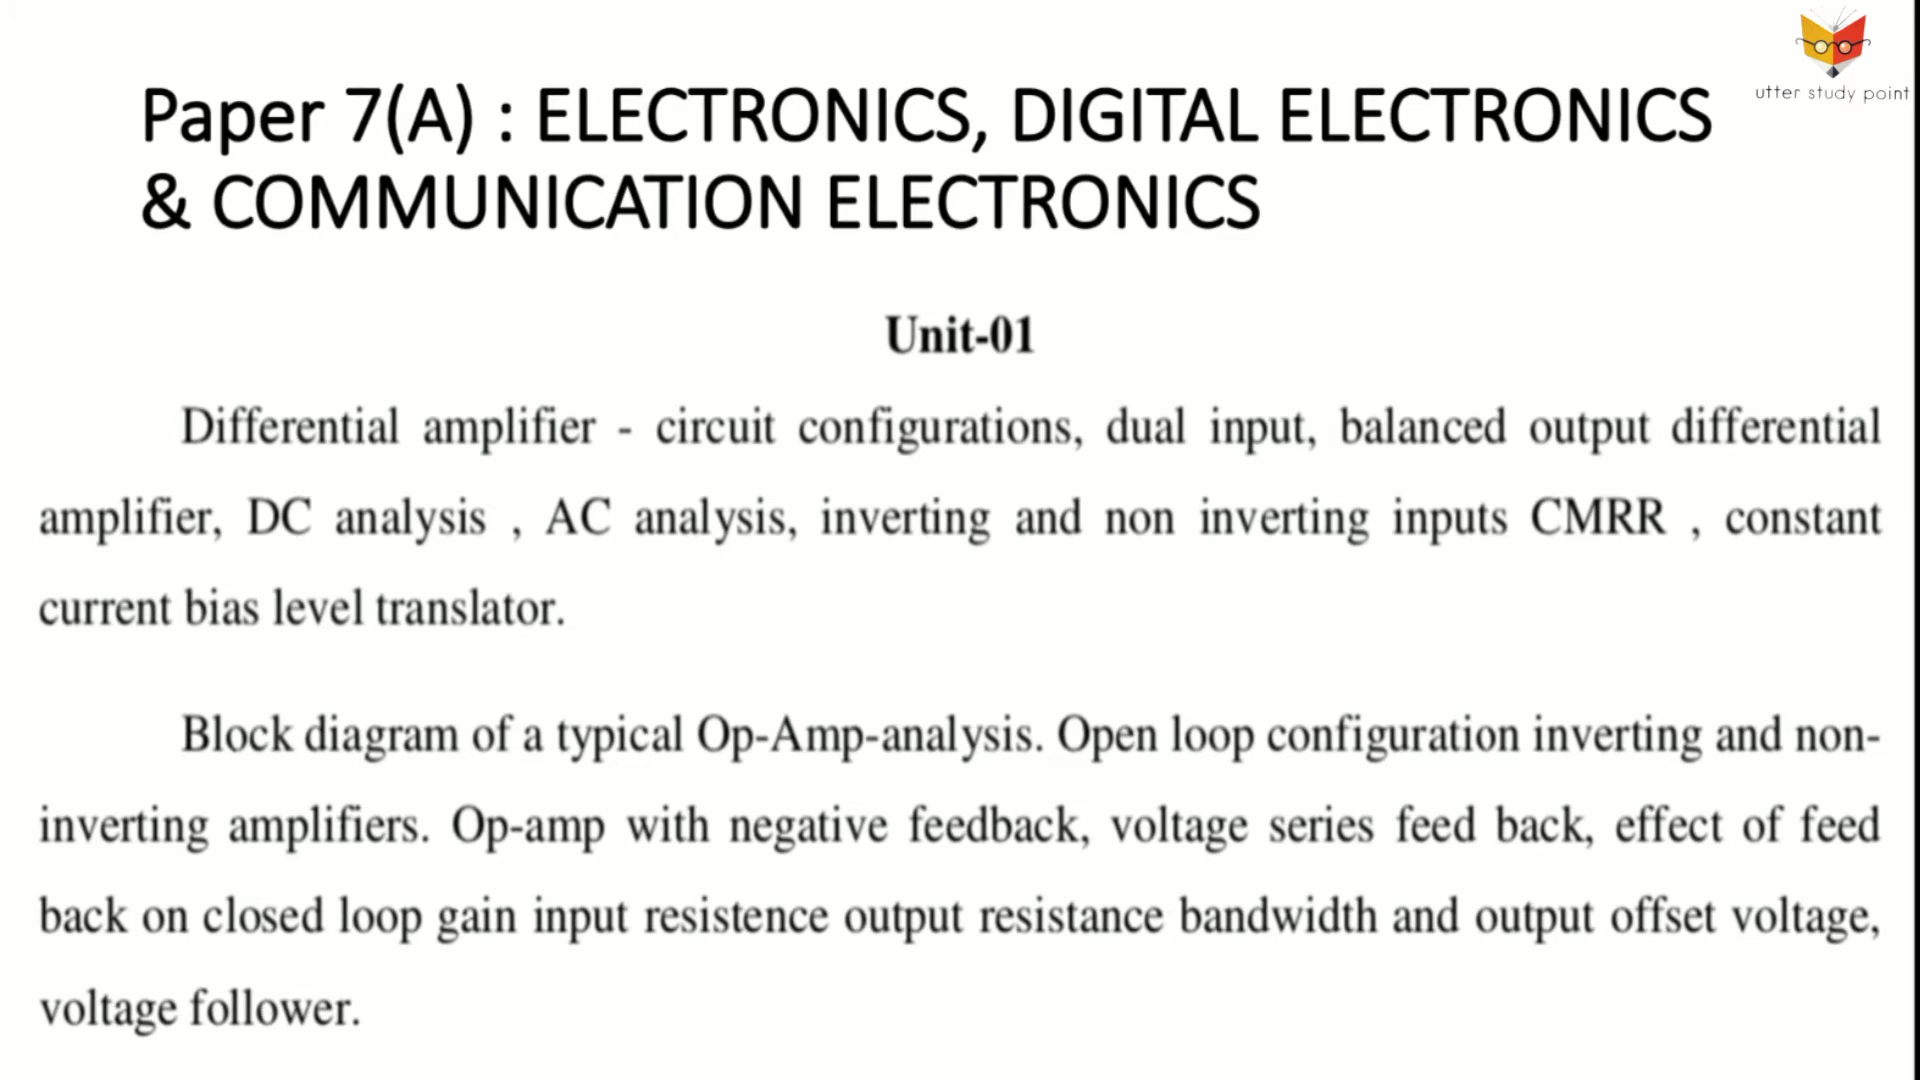 utter study point
Paper 7(A) : ELECTRONICS, DIGITAL ELECTRONICS
& COMMUNICATION ELECTRONICS
Unit-01
Differential amplifier - circuit configurations, dual input, balanced output differential
amplifier, DC analysis , AC analysis, inverting and non inverting inputs CMRR , constant
current bias level translator.
Block diagram of a typical Op-Amp-analysis. Open loop configuration inverting and non-
inverting amplifiers. Op-amp with negative feedback, voltage series feed back, effect of feed
back on closed loop gain input resistence output resistance bandwidth and output offset voltage,
voltage follower.